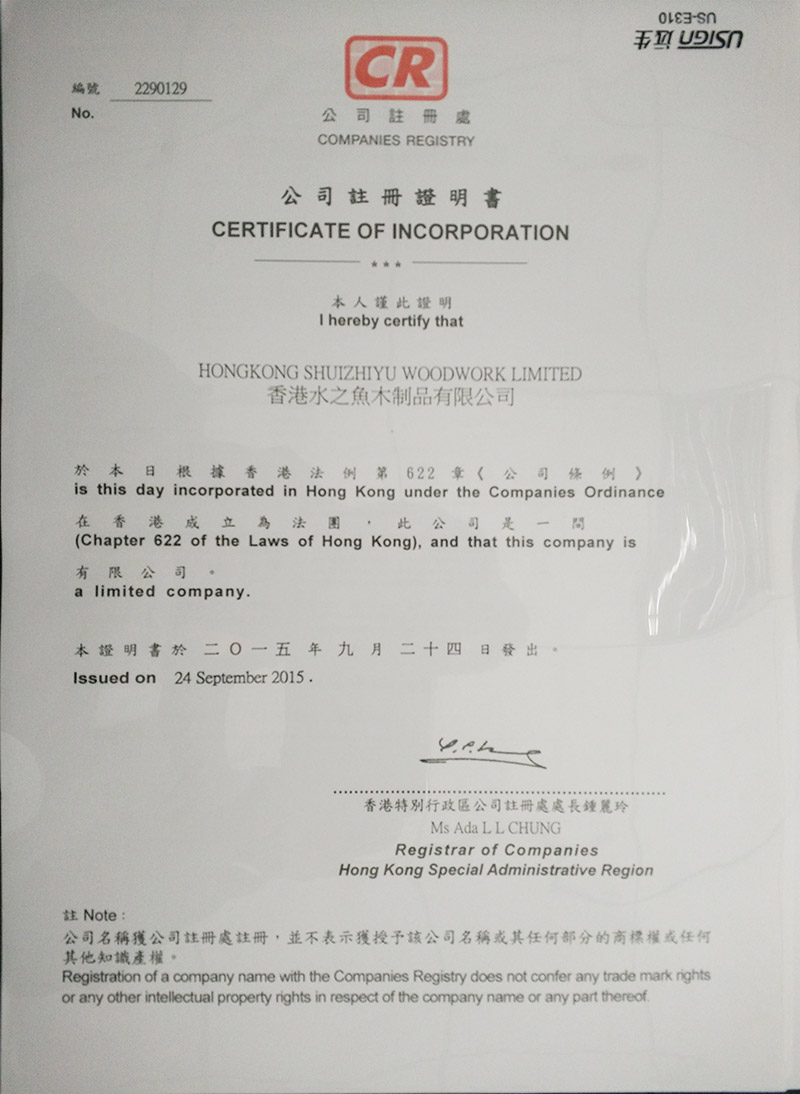 US-E310
USIGN 远生
CR
編號 2290129
No.
公司註冊處
COMPANIES REGISTRY
公司註冊證明書
CERTIFICATE OF INCORPORATION
***
本人謹此證明
I hereby certify that
HONGKONG SHUIZHIYU WOODWORK LIMITED
香港水之魚木制品有限公司
於本日根據香港法例第622章《公司條例》
is this day incorporated in Hong Kong under the Companies Ordinance
在香港成立為法團，此公司是一間
(Chapter 622 of the Laws of Hong Kong), and that this company is
有限公司。
a limited company.
本證明書於二〇一五年九月二十四日發出。
Issued on 24 September 2015.
香港特別行政區公司註冊處處長鍾麗玲
Ms Ada L L CHUNG
Registrar of Companies
Hong Kong Special Administrative Region
註 Note:
公司名稱獲公司註冊處註冊，並不表示獲授予該公司名稱或其任何部分的商標權或任何
其他知識產權。
Registration of a company name with the Companies Registry does not confer any trade mark rights
or any other intellectual property rights in respect of the company name or any part thereof.